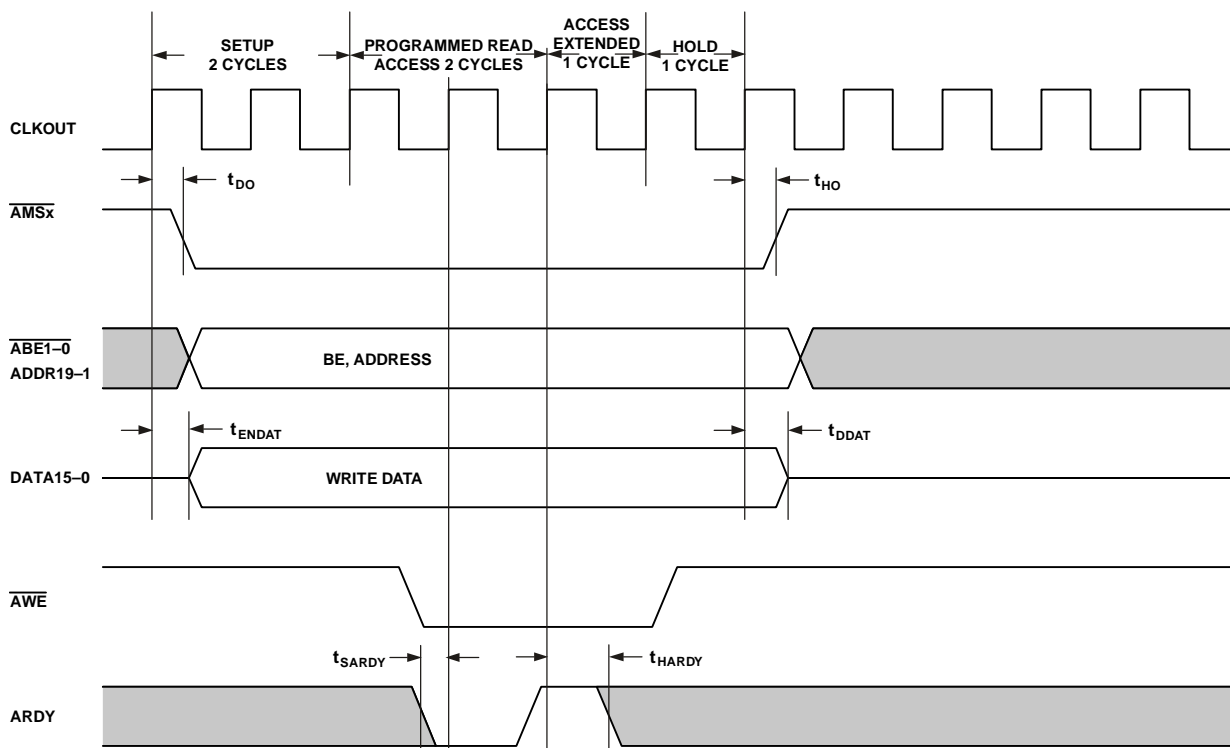 SETUP
2 CYCLES
PROGRAMMED READ
ACCESS 2 CYCLES
ACCESS
EXTENDED
1 CYCLE
HOLD
1 CYCLE
CLKOUT
tDO
tHO
AMSx
ABE1–0
ADDR19–1
BE, ADDRESS
tENDAT
tDDAT
DATA15–0
WRITE DATA
AWE
tSARDY
tHARDY
ARDY